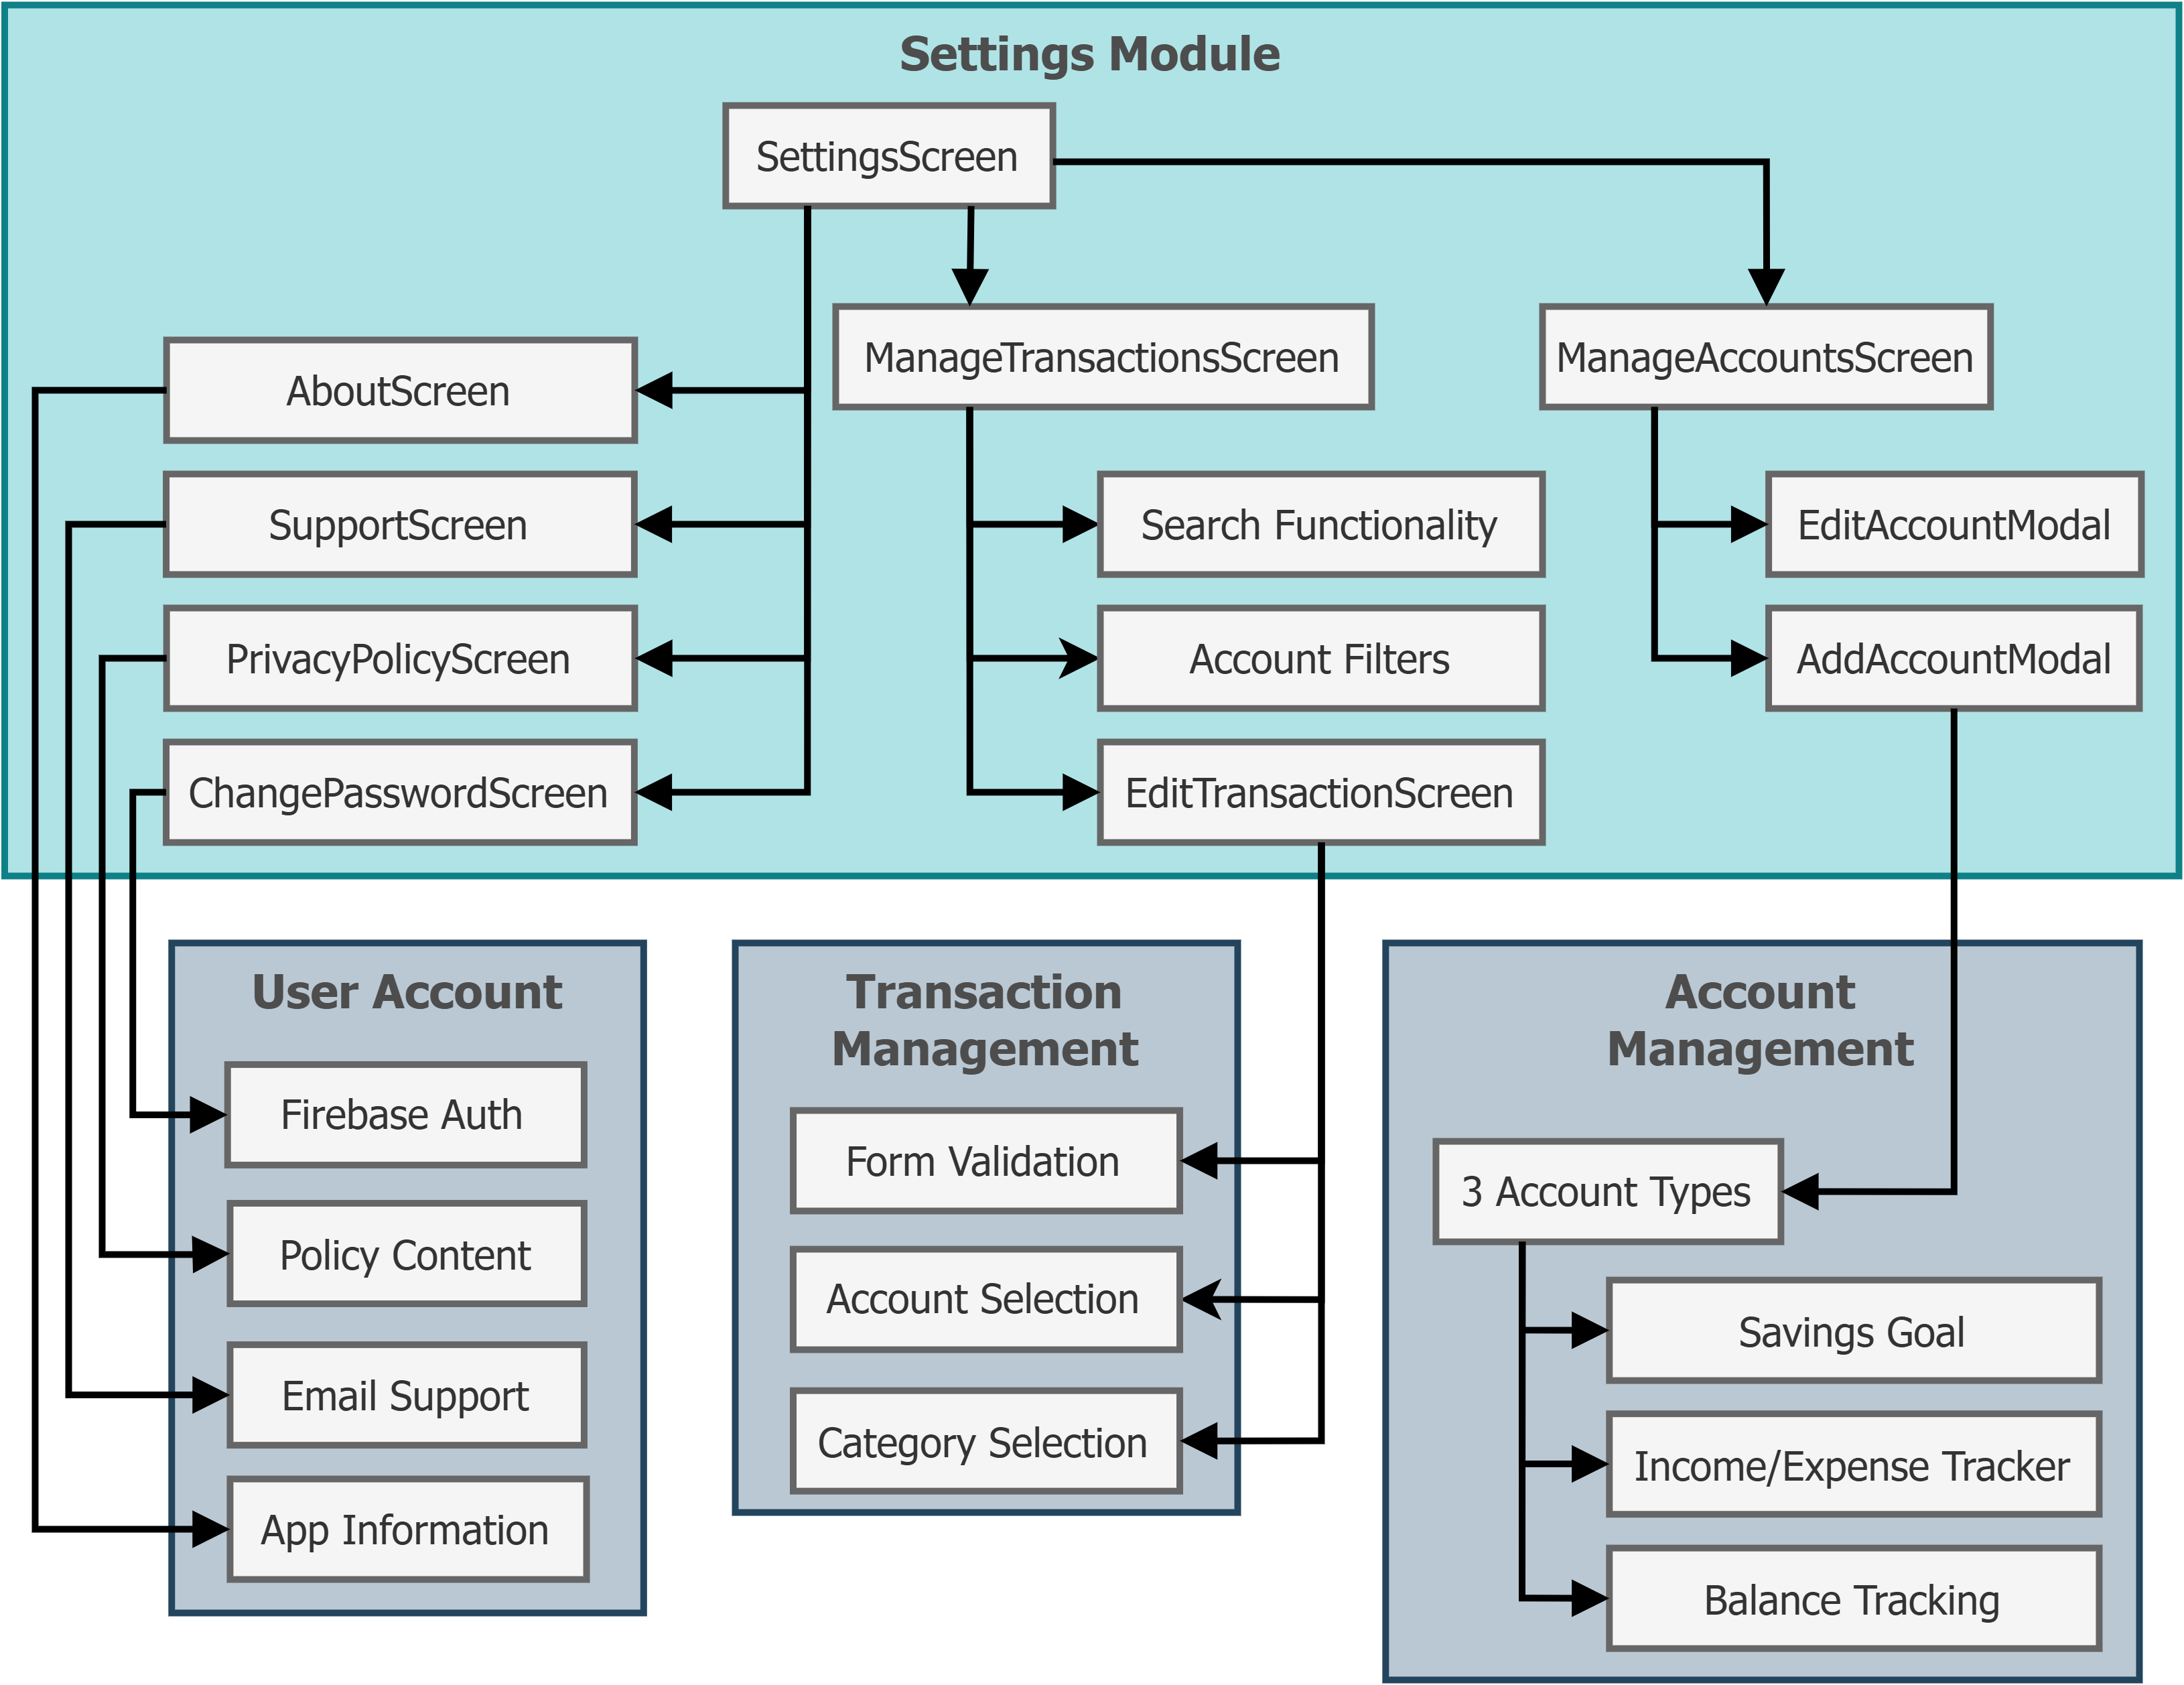 Settings Module
SettingsScreen
ManageTransactionsScreen
ManageAccountsScreen
AboutScreen
SupportScreen
Search Functionality
EditAccountModal
PrivacyPolicyScreen
Account Filters
AddAccountModal
ChangePasswordScreen
EditTransactionScreen
User Account
Firebase Auth
Policy Content
Email Support
App Information
Transaction
Management
Form Validation
Account Selection
Category Selection
Account
Management
3 Account Types
Savings Goal
Income/Expense Tracker
Balance Tracking